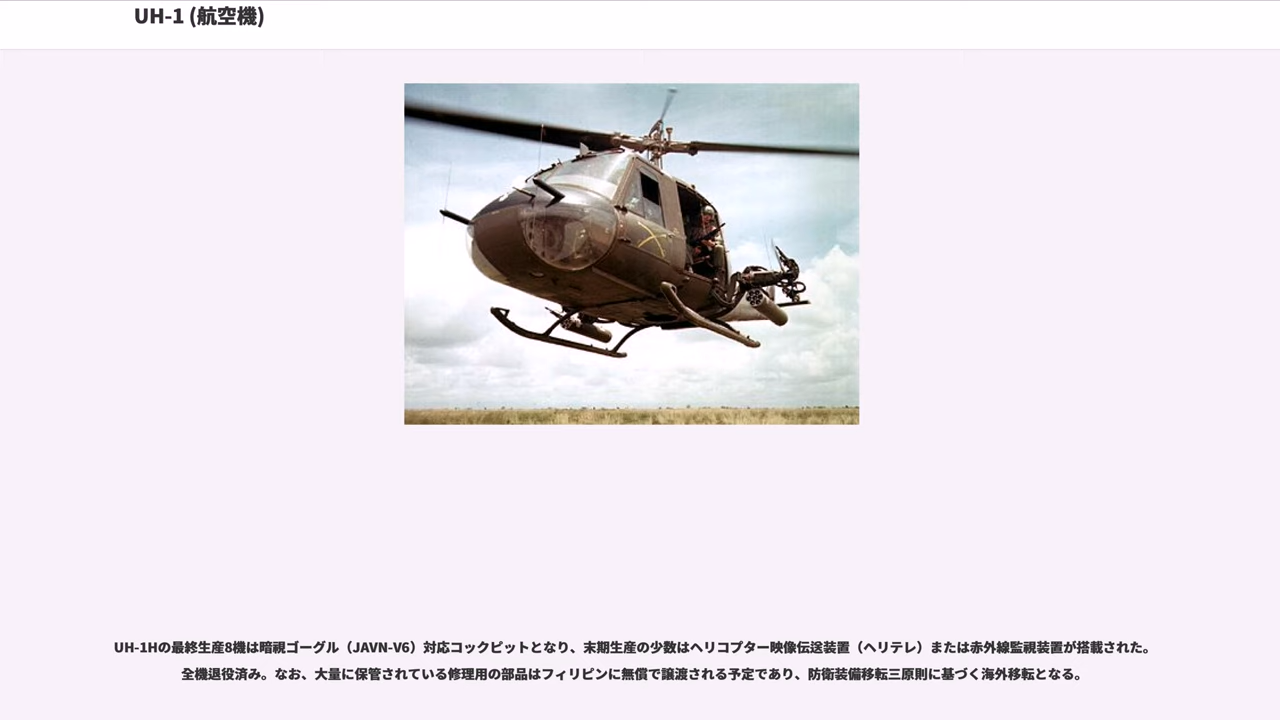 UH-1 (航空機)
UH-1Hの最終生産8機は暗視ゴーグル（JAVN-V6）対応コックピットとなり、末期生産の少数はヘリコプター映像伝送装置（ヘリテレ）または赤外線監視装置が搭載された。
全機退役済み。なお、大量に保管されている修理用の部品はフィリピンに無償で譲渡される予定であり、防衛装備移転三原則に基づく海外移転となる。